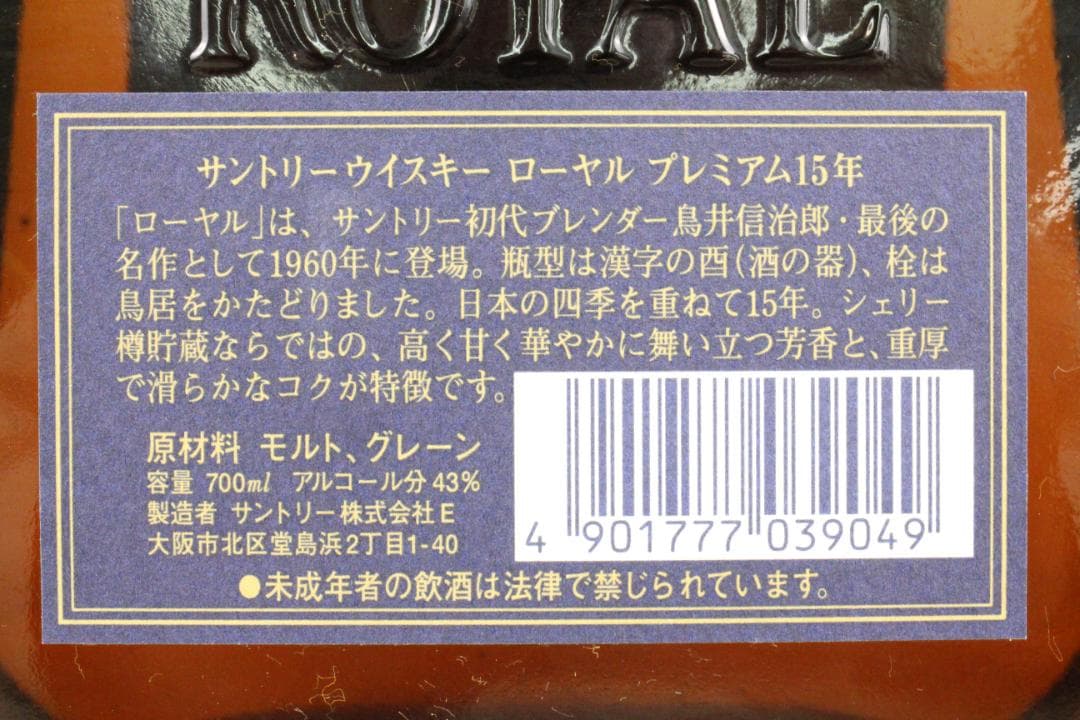 ROYAL
サントリーウイスキー ローヤル プレミアム15年
「ローヤル」は、サントリー初代ブレンダー鳥井信治郎・最後の
名作として1960年に登場。瓶型は漢字の酉(酒の器)、栓は
鳥居をかたどりました。日本の四季を重ねて15年。シェリー
樽貯蔵ならではの、高く甘く華やかに舞い立つ芳香と、重厚
で滑らかなコクが特徴です。
原材料 モルト、グレーン
容量 700ml アルコール分43%
製造者 サントリー株式会社E
大阪市北区堂島浜2丁目1-40
4 901777 039049
●未成年者の飲酒は法律で禁じられています。